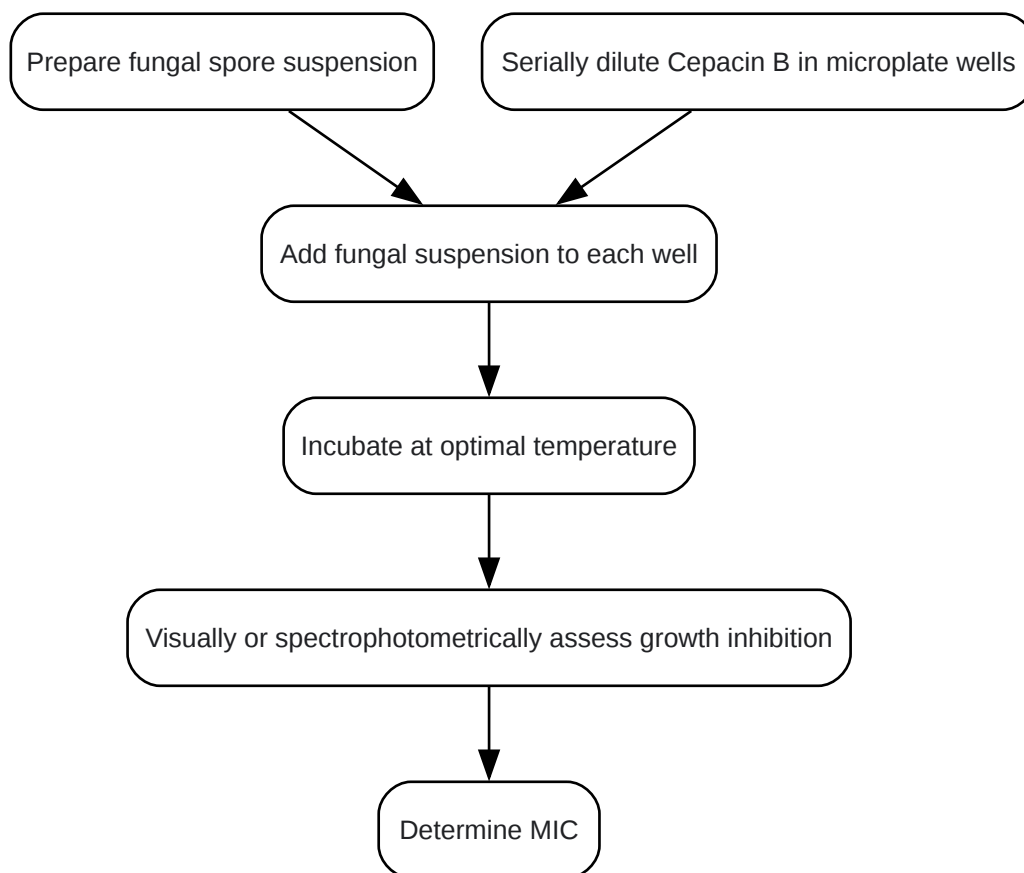 Prepare fungal spore suspension
Serially dilute Cepacin B in microplate wells
Add fungal suspension to each well
Incubate at optimal temperature
Visually or spectrophotometrically assess growth inhibition
Determine MIC